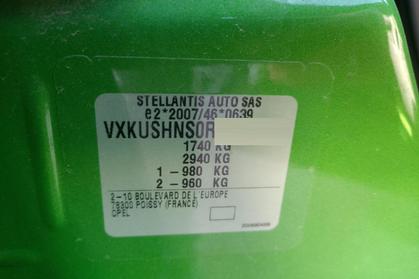 STELLANTIS AUTO SAS
e2*2007/46*0639
VXKUSHNS0R
1740 KG
2940 KG
1 - 980 KG
2 - 960 KG
2-10 BOULEVARD DE L'EUROPE
78300 POISSY (FRANCE)
OPEL